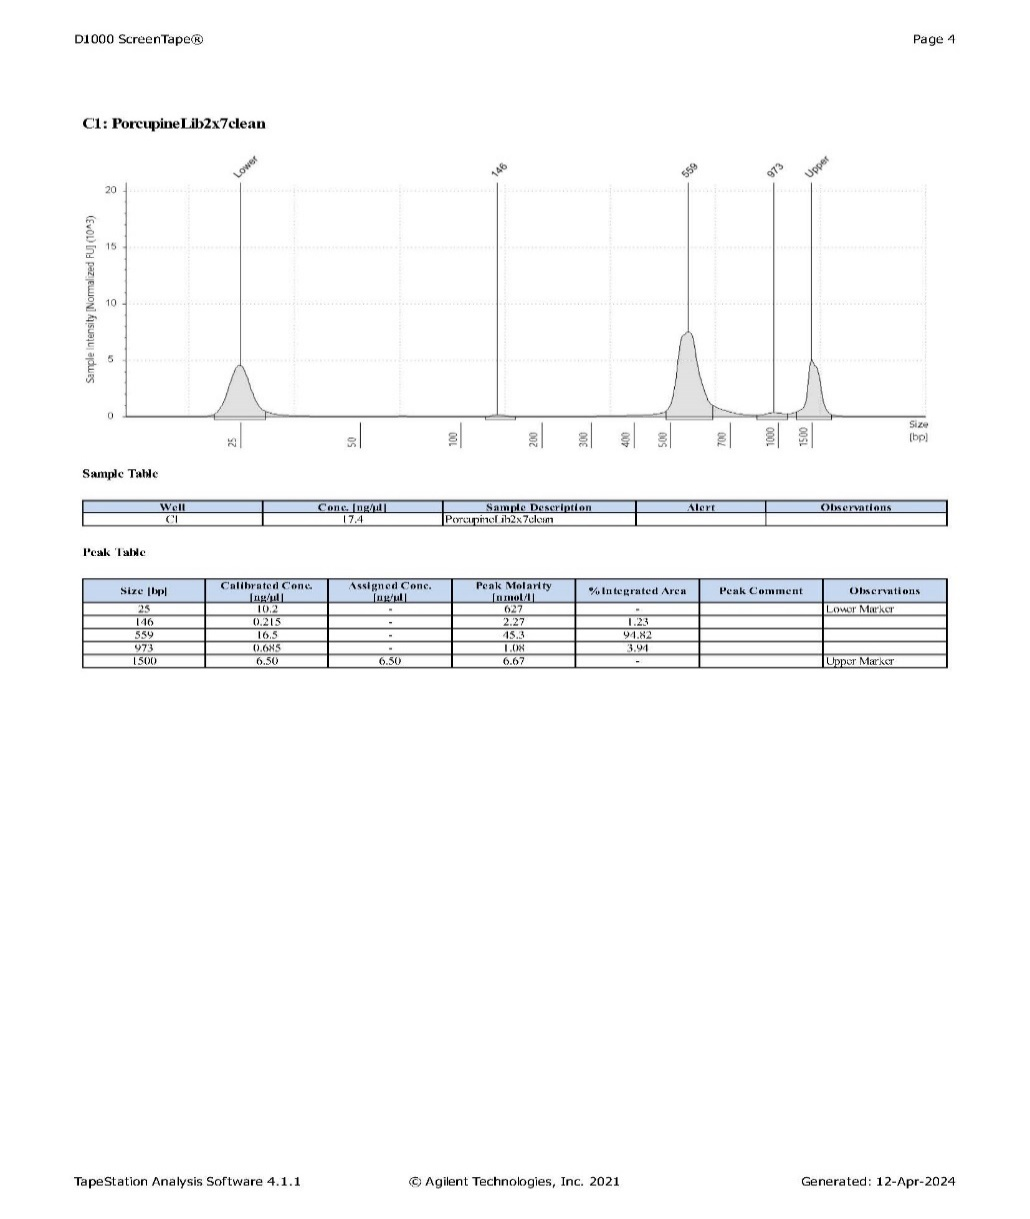 D1000 ScreenTape® Page 4
C1: PorcupineLib2x7clean
Lower 146 559 973 Upper
Sample Intensity [Normalized FU] (10^3)
20
15
10
5
0
25 50 100 200 300 400 500 700 1000 1500 Size [bp]
Sample Table
Well Conc. [ng/µl] Sample Description Alert Observations
C1 17.4 PorcupineLib2x7clean
Peak Table
Size [bp] Calibrated Conc. [ng/µl] Assigned Conc. [ng/µl] Peak Molarity [nmol/l] % Integrated Area Peak Comment Observations
25 10.2 - 627 - Lower Marker
146 0.215 - 2.27 1.23
559 16.5 - 45.3 94.82
973 0.685 - 1.08 3.94
1500 6.50 6.50 6.67 - Upper Marker
TapeStation Analysis Software 4.1.1 © Agilent Technologies, Inc. 2021 Generated: 12-Apr-2024